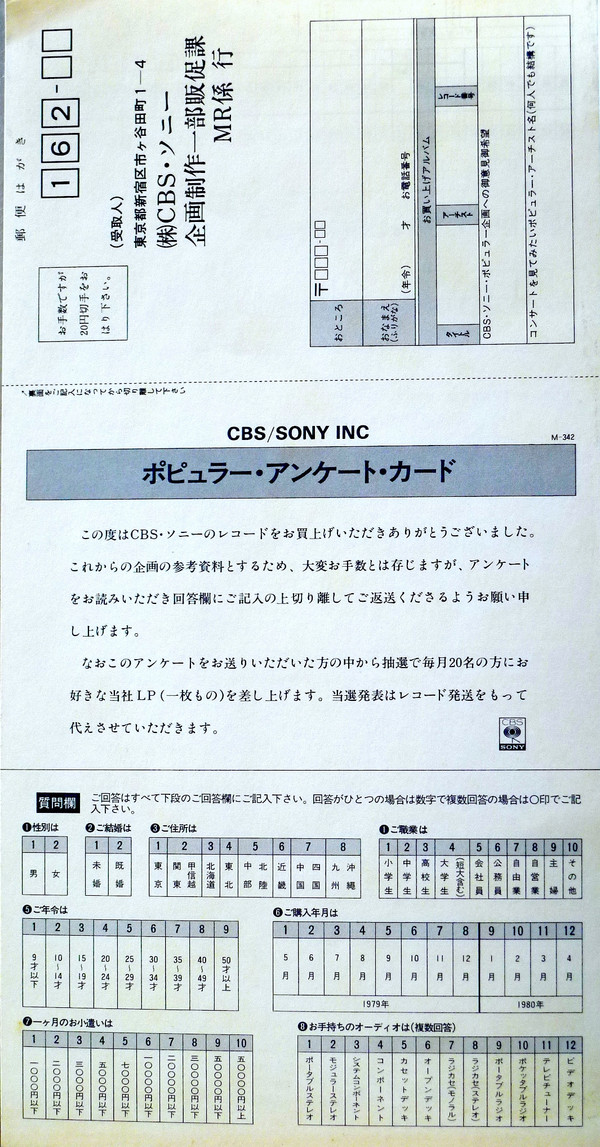 郵便はがき
162-
お手数ですが
20円切手をお
はり下さい。
(受取人)
東京都新宿区市ヶ谷田町1-4
(株)CBS・ソニー
企画制作一部販促課
MR係 行
おところ
〒
おなまえ
(ふりがな)
(年令) 才 お電話番号
お買い上げアルバム
タイトル アーチスト レコード番号
CBS・ソニー・ポピュラー企画への御意見御希望
コンサートを見てみたいポピュラー・アーチスト名(何人でも結構です)
裏面をご記入になってから切り離して下さい
CBS/SONY INC
M-342
ポピュラー・アンケート・カード
この度はCBS・ソニーのレコードをお買上げいただきありがとうございました。
これからの企画の参考資料とするため、大変お手数とは存じますが、アンケート
をお読みいただき回答欄にご記入の上切り離してご返送くださるようお願い申
し上げます。
なおこのアンケートをお送りいただいた方の中から抽選で毎月20名の方にお
好きな当社LP(一枚もの)を差し上げます。当選発表はレコード発送をもって
代えさせていただきます。
CBS
SONY
質問欄 ご回答はすべて下段のご回答欄にご記入下さい。回答がひとつの場合は数字で複数回答の場合は○印でご記
入下さい。
❶性別は
1 2
男 女
❷ご結婚は
1 2
未婚 既婚
❸ご住所は
1 2 3 4 5 6 7 8
東京 関東甲信越 北海道 東北 中部北陸 近畿 中国四国 九州沖縄
❶ご職業は
1 2 3 4 5 6 7 8 9 10
小学生 中学生 高校生 大学生(短大含む) 会社員 公務員 自由業 自営業 主婦 その他
❺ご年令は
1 2 3 4 5 6 7 8 9
9才以下 10~14才 15~19才 20~24才 25~29才 30~34才 35~39才 40~49才 50才以上
❻ご購入年月は
1 2 3 4 5 6 7 8 9 10 11 12
5月 6月 7月 8月 9月 10月 11月 12月 1月 2月 3月 4月
1979年 1980年
❼一ヶ月のお小遣いは
1 2 3 4 5 6 7 8 9 10
一〇〇〇円以下 二〇〇〇円以下 三〇〇〇円以下 五〇〇〇円以下 七〇〇〇円以下 一〇〇〇〇円以下 二〇〇〇〇円以下 三〇〇〇〇円以下 五〇〇〇〇円以下 五〇〇〇〇円以上
❽お手持ちのオーディオは(複数回答)
1 2 3 4 5 6 7 8 9 10 11 12
ポータブルステレオ モジュラーステレオ システムコンポーネント コンポーネント カセットデッキ オープンデッキ ラジカセ(モノラル) ラジカセ(ステレオ) ポータブルラジオ ポケッタブルラジオ テレビチューナー ビデオデッキ